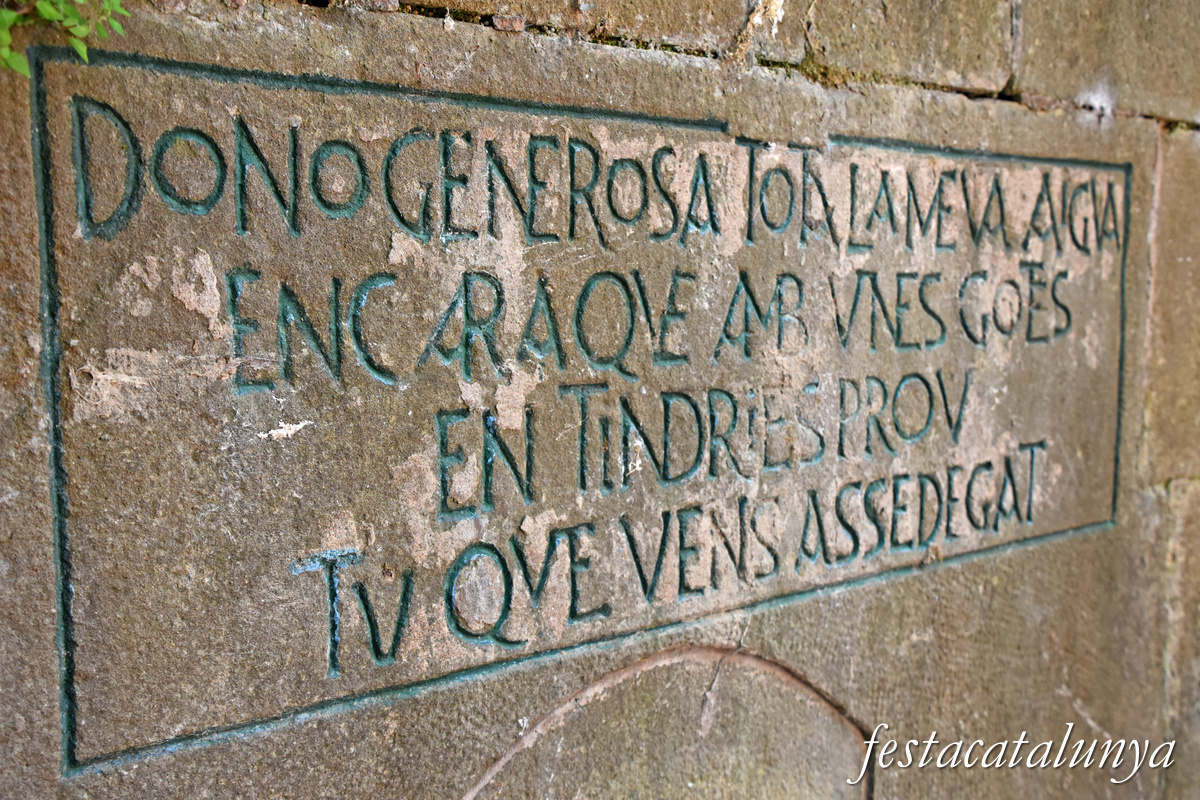 DONO GENEROSA TOTA LA MEVA AIGVA
ENCARA QVE AMB VNES GOTES
EN TINDRIES PROV
TV QVE VENS ASSEDEGAT
festacatalunya